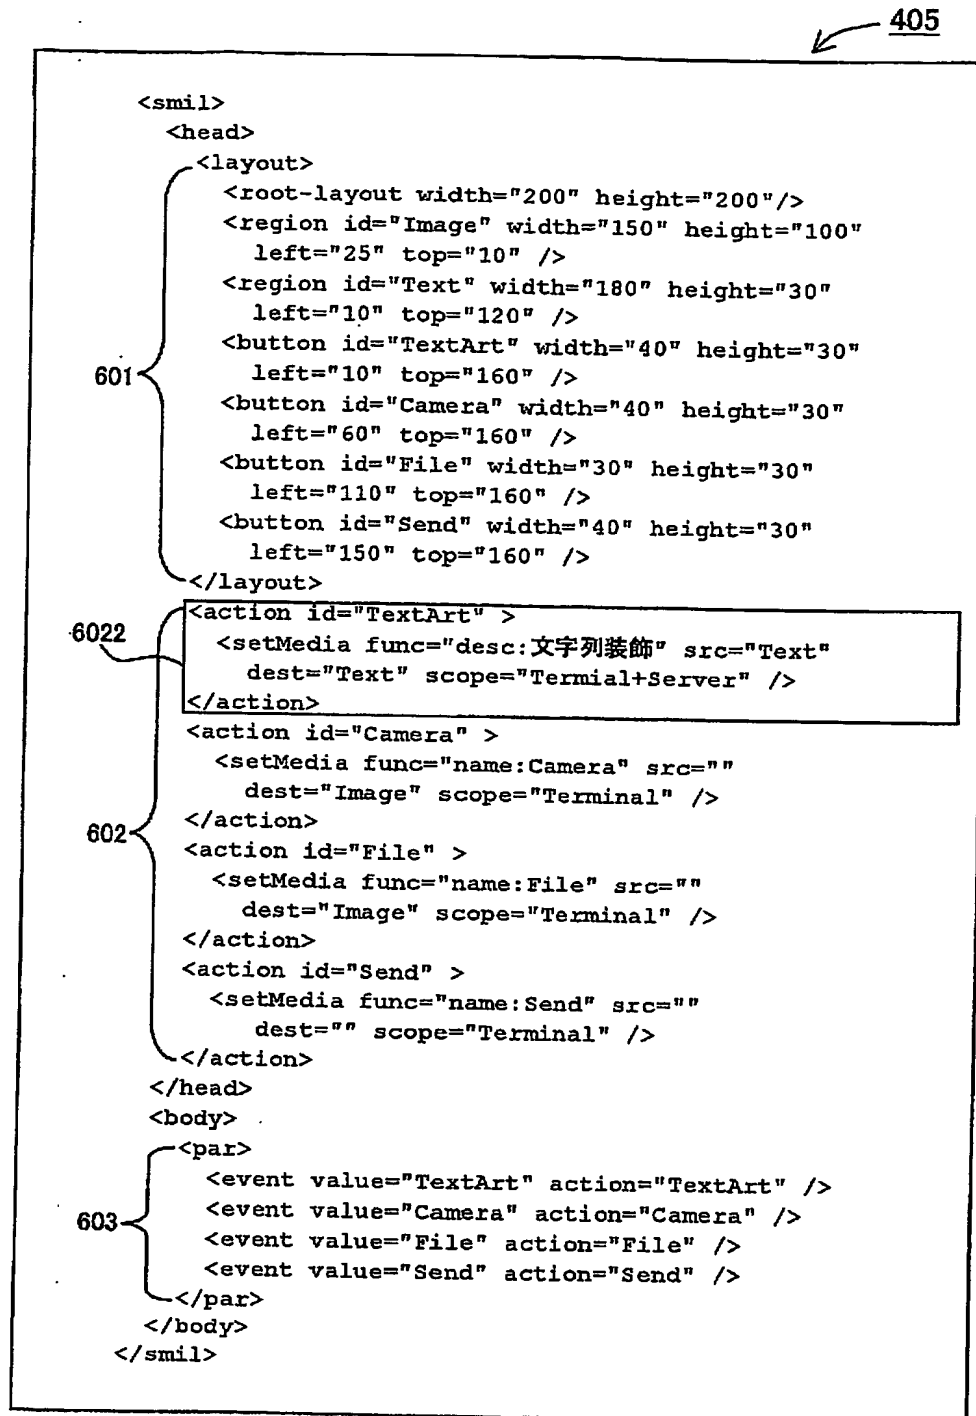 405
<smil>
<head>
<layout>
<root-layout width="200" height="200"/>
<region id="Image" width="150" height="100"
left="25" top="10" />
<region id="Text" width="180" height="30"
left="10" top="120" />
<button id="TextArt" width="40" height="30"
left="10" top="160" />
601
<button id="Camera" width="40" height="30"
left="60" top="160" />
<button id="File" width="30" height="30"
left="110" top="160" />
<button id="Send" width="40" height="30"
left="150" top="160" />
</layout>
<action id="TextArt" >
6022
<setMedia func="desc:文字列装飾" src="Text"
dest="Text" scope="Termial+Server" />
</action>
<action id="Camera" >
<setMedia func="name:Camera" src=""
dest="Image" scope="Terminal" />
</action>
602
<action id="File" >
<setMedia func="name:File" src=""
dest="Image" scope="Terminal" />
</action>
<action id="Send" >
<setMedia func="name:Send" src=""
dest="" scope="Terminal" />
</action>
</head>
<body>
<par>
<event value="TextArt" action="TextArt" />
603
<event value="Camera" action="Camera" />
<event value="File" action="File" />
<event value="Send" action="Send" />
</par>
</body>
</smil>